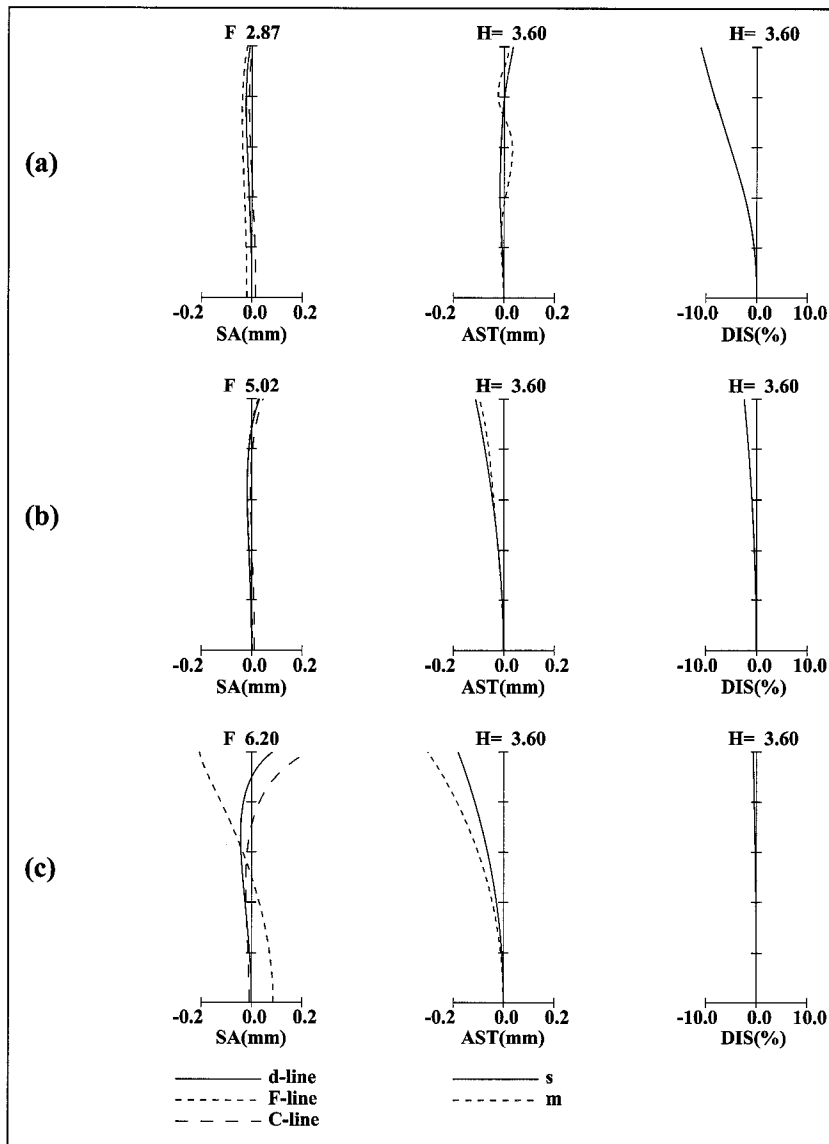 F 2.87 H= 3.60 H= 3.60
(a)
-0.2 0.0 0.2 -0.2 0.0 0.2 -10.0 0.0 10.0
SA(mm) AST(mm) DIS(%)
F 5.02 H= 3.60 H= 3.60
(b)
-0.2 0.0 0.2 -0.2 0.0 0.2 -10.0 0.0 10.0
SA(mm) AST(mm) DIS(%)
F 6.20 H= 3.60 H= 3.60
(c)
-0.2 0.0 0.2 -0.2 0.0 0.2 -10.0 0.0 10.0
SA(mm) AST(mm) DIS(%)
d-line s
F-line m
C-line